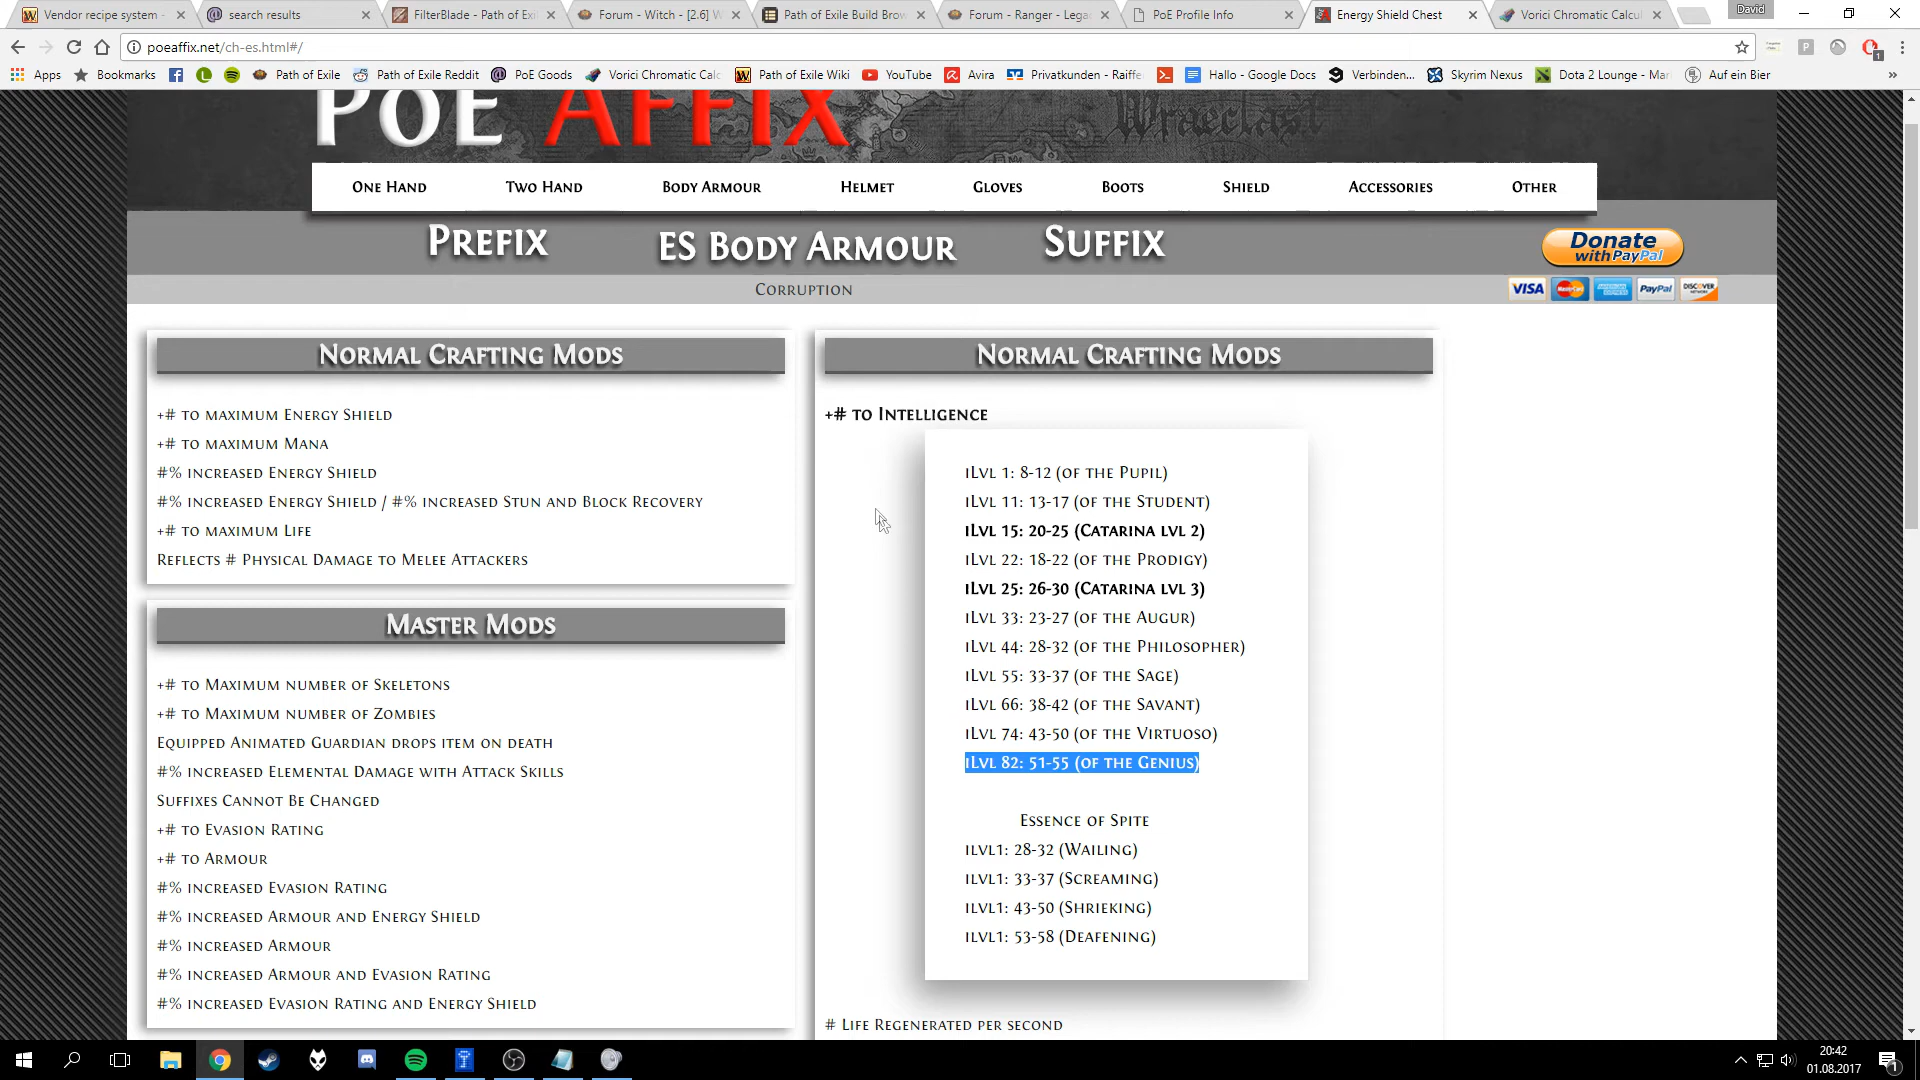 Vendor recipe system -
search results
FilterBlade - Path of Exi
Forum - Witch - [2.6] W
Path of Exile Build Brow
Forum - Ranger - Lega
PoE Profile Info
Energy Shield Chest
Vorici Chromatic Calcul
David
poeaffix.net/ch-es.html#/
Apps
Bookmarks
Path of Exile
Path of Exile Reddit
PoE Goods
Vorici Chromatic Calc
Path of Exile Wiki
YouTube
Avira
Privatkunden - Raiffe
Hallo - Google Docs
Verbinden...
Skyrim Nexus
Dota 2 Lounge - Mar
Auf ein Bier
»
PoE Affix
Wraeclast
One Hand
Two Hand
Body Armour
Helmet
Gloves
Boots
Shield
Accessories
Other
Prefix
ES Body Armour
Suffix
Donate
with PayPal
Corruption
VISA
MasterCard
AMERICAN EXPRESS
PayPal
DISCOVER
Normal Crafting Mods
+# to maximum Energy Shield
+# to maximum Mana
#% increased Energy Shield
#% increased Energy Shield / #% increased Stun and Block Recovery
+# to maximum Life
Reflects # Physical Damage to Melee Attackers
Master Mods
+# to Maximum number of Skeletons
+# to Maximum number of Zombies
Equipped Animated Guardian drops item on death
#% increased Elemental Damage with Attack Skills
Suffixes Cannot Be Changed
+# to Evasion Rating
+# to Armour
#% increased Evasion Rating
#% increased Armour and Energy Shield
#% increased Armour
#% increased Armour and Evasion Rating
#% increased Evasion Rating and Energy Shield
Normal Crafting Mods
+# to Intelligence
iLvl 1: 8-12 (of the Pupil)
iLvl 11: 13-17 (of the Student)
iLvl 15: 20-25 (Catarina lvl 2)
iLvl 22: 18-22 (of the Prodigy)
iLvl 25: 26-30 (Catarina lvl 3)
iLvl 33: 23-27 (of the Augur)
iLvl 44: 28-32 (of the Philosopher)
iLvl 55: 33-37 (of the Sage)
iLvl 66: 38-42 (of the Savant)
iLvl 74: 43-50 (of the Virtuoso)
iLvl 82: 51-55 (of the Genius)
Essence of Spite
ilvl1: 28-32 (Wailing)
ilvl1: 33-37 (Screaming)
ilvl1: 43-50 (Shrieking)
ilvl1: 53-58 (Deafening)
# Life Regenerated per second
20:42
01.08.2017
1